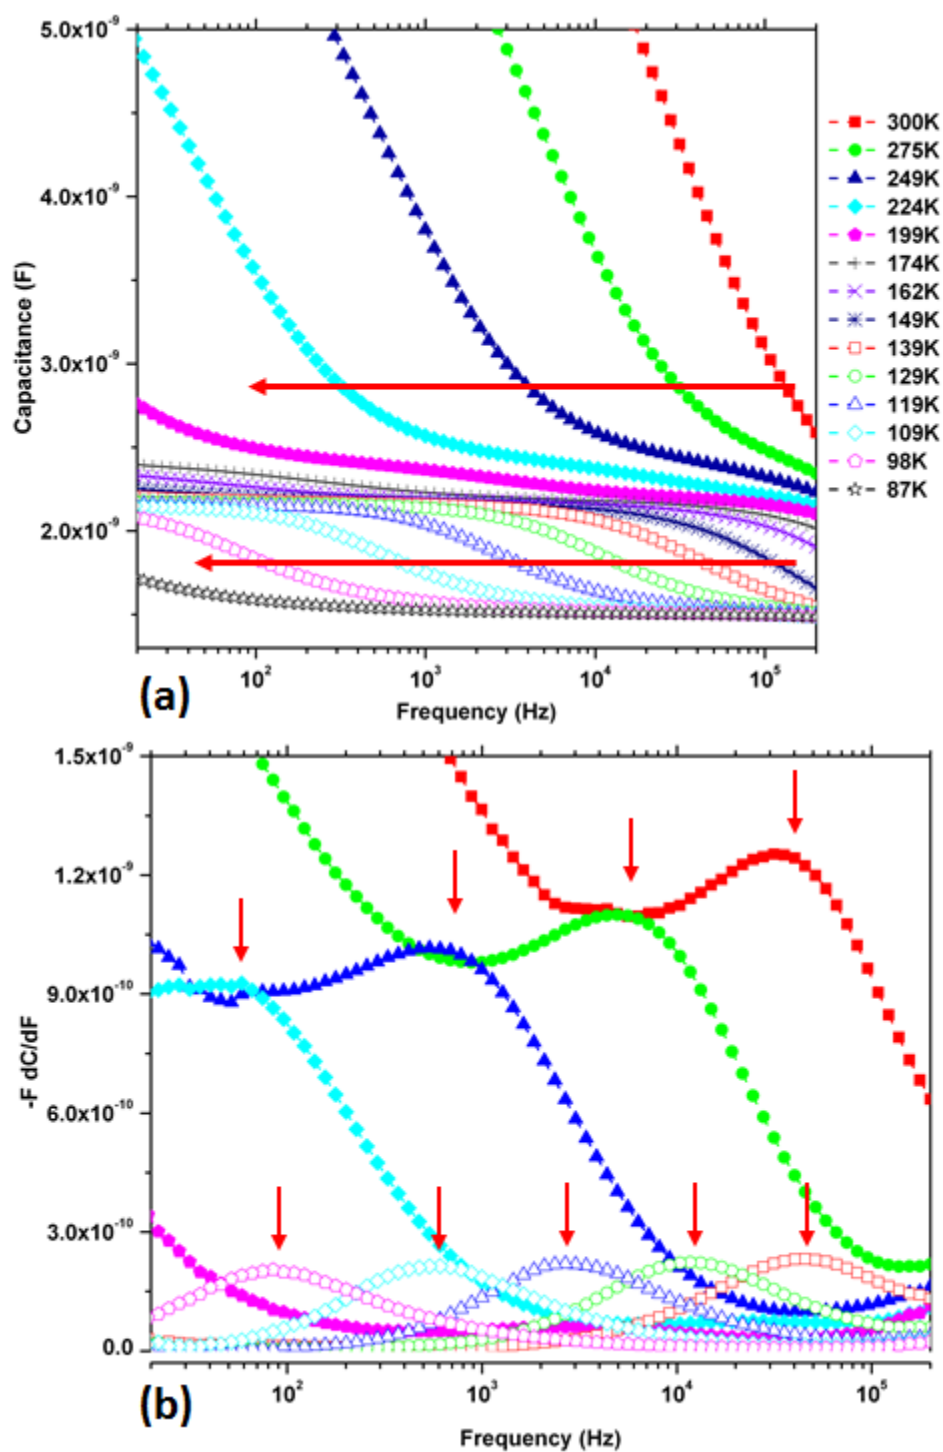 5.0x10⁻⁹
4.0x10⁻⁹
3.0x10⁻⁹
2.0x10⁻⁹
Capacitance (F)
10² 10³ 10⁴ 10⁵
Frequency (Hz)
(a)
300K
275K
249K
224K
199K
174K
162K
149K
139K
129K
119K
109K
98K
87K
1.5x10⁻⁹
1.2x10⁻⁹
9.0x10⁻¹⁰
6.0x10⁻¹⁰
3.0x10⁻¹⁰
0.0
-F dC/dF
10² 10³ 10⁴ 10⁵
Frequency (Hz)
(b)